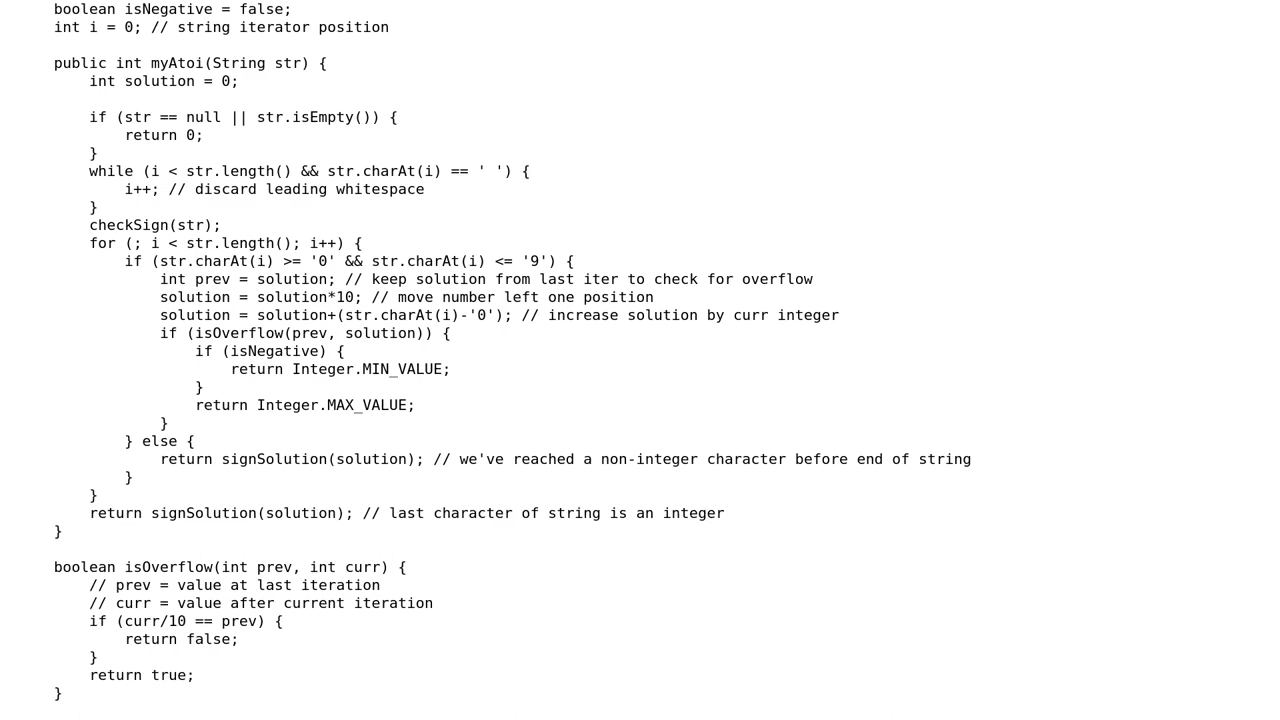 boolean isNegative = false;
int i = 0; // string iterator position

public int myAtoi(String str) {
    int solution = 0;

    if (str == null || str.isEmpty()) {
        return 0;
    }
    while (i < str.length() && str.charAt(i) == ' ') {
        i++; // discard leading whitespace
    }
    checkSign(str);
    for (; i < str.length(); i++) {
        if (str.charAt(i) >= '0' && str.charAt(i) <= '9') {
            int prev = solution; // keep solution from last iter to check for overflow
            solution = solution*10; // move number left one position
            solution = solution+(str.charAt(i)-'0'); // increase solution by curr integer
            if (isOverflow(prev, solution)) {
                if (isNegative) {
                    return Integer.MIN_VALUE;
                }
                return Integer.MAX_VALUE;
            }
        } else {
            return signSolution(solution); // we've reached a non-integer character before end of string
        }
    }
    return signSolution(solution); // last character of string is an integer
}

boolean isOverflow(int prev, int curr) {
    // prev = value at last iteration
    // curr = value after current iteration
    if (curr/10 == prev) {
        return false;
    }
    return true;
}